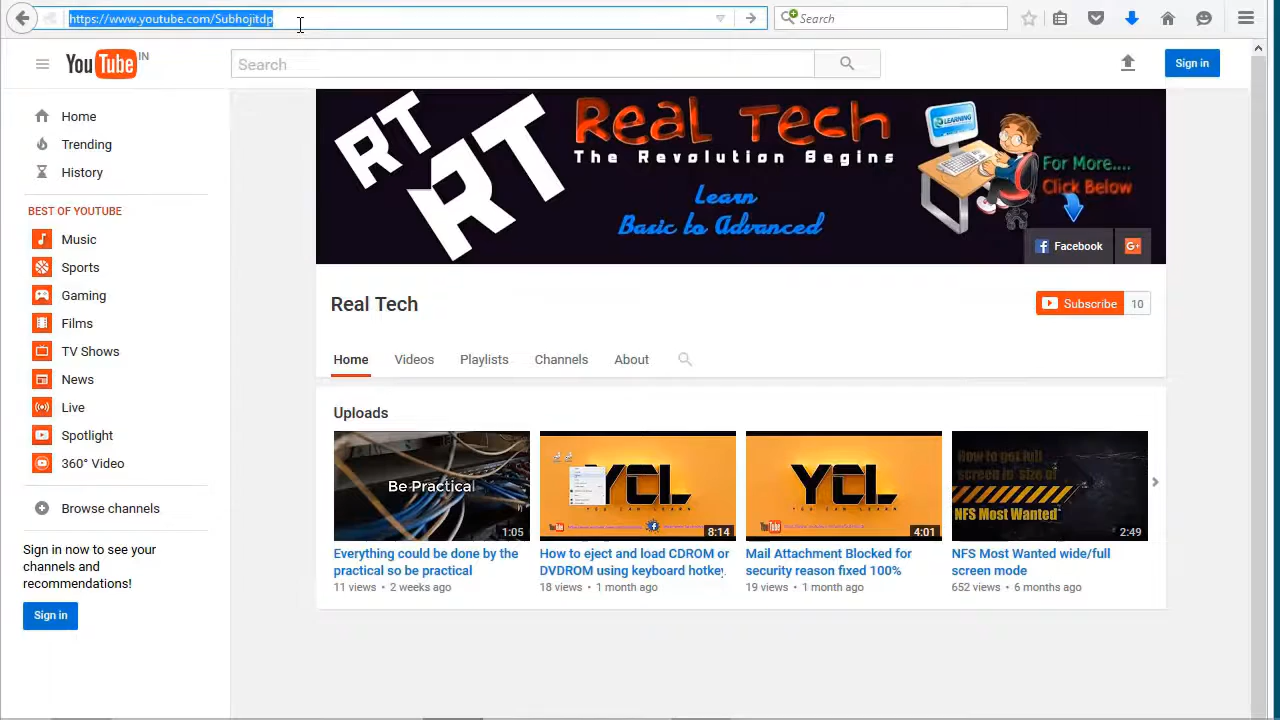 https://www.youtube.com/Subhojitdp
Search
YouTube IN
Search
Sign in
Home
Trending
History
BEST OF YOUTUBE
Music
Sports
Gaming
Films
TV Shows
News
Live
Spotlight
360° Video
Browse channels
Sign in now to see your
channels and
recommendations!
Sign in
RT
RT
Real Tech
The Revolution Begins
Learn
Basic to Advanced
LEARNING
For More....
Click Below
Facebook
G+
Real Tech
Subscribe 10
Home Videos Playlists Channels About
Uploads
Be Practical
1:05
Everything could be done by the
practical so be practical
11 views • 2 weeks ago
YCL
8:14
How to eject and load CDROM or
DVDROM using keyboard hotkey
18 views • 1 month ago
YCL
YOU CAN LEARN
4:01
Mail Attachment Blocked for
security reason fixed 100%
19 views • 1 month ago
How to get full
screen in size of
NFS Most Wanted
2:49
NFS Most Wanted wide/full
screen mode
652 views • 6 months ago